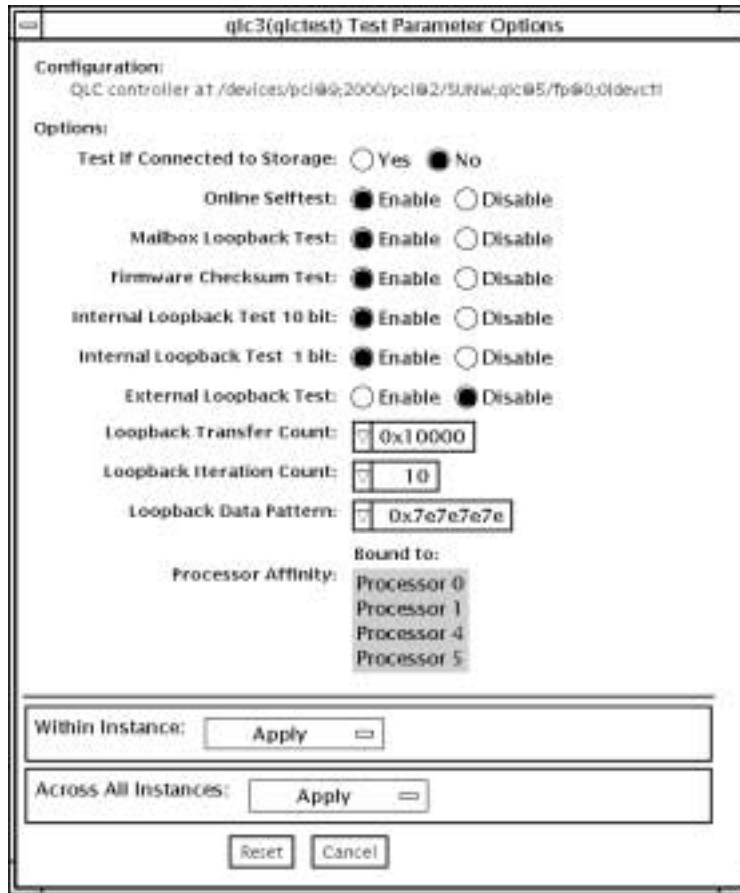 qlc3(qlctest) Test Parameter Options
Configuration:
QLC controller at /devices/pci@9,2000/pci@2/SUNW,qlc@5/fp@0,0:devctl
Options:
Test if Connected to Storage: Yes No
Online Selftest: Enable Disable
Mailbox Loopback Test: Enable Disable
Firmware Checksum Test: Enable Disable
Internal Loopback Test 10 bit: Enable Disable
Internal Loopback Test 1 bit: Enable Disable
External Loopback Test: Enable Disable
Loopback Transfer Count: 0x10000
Loopback Iteration Count: 10
Loopback Data Pattern: 0x7e7e7e7e
Bound to:
Processor Affinity:
Processor 0
Processor 1
Processor 4
Processor 5
Within Instance: Apply
Across All Instances: Apply
Reset Cancel